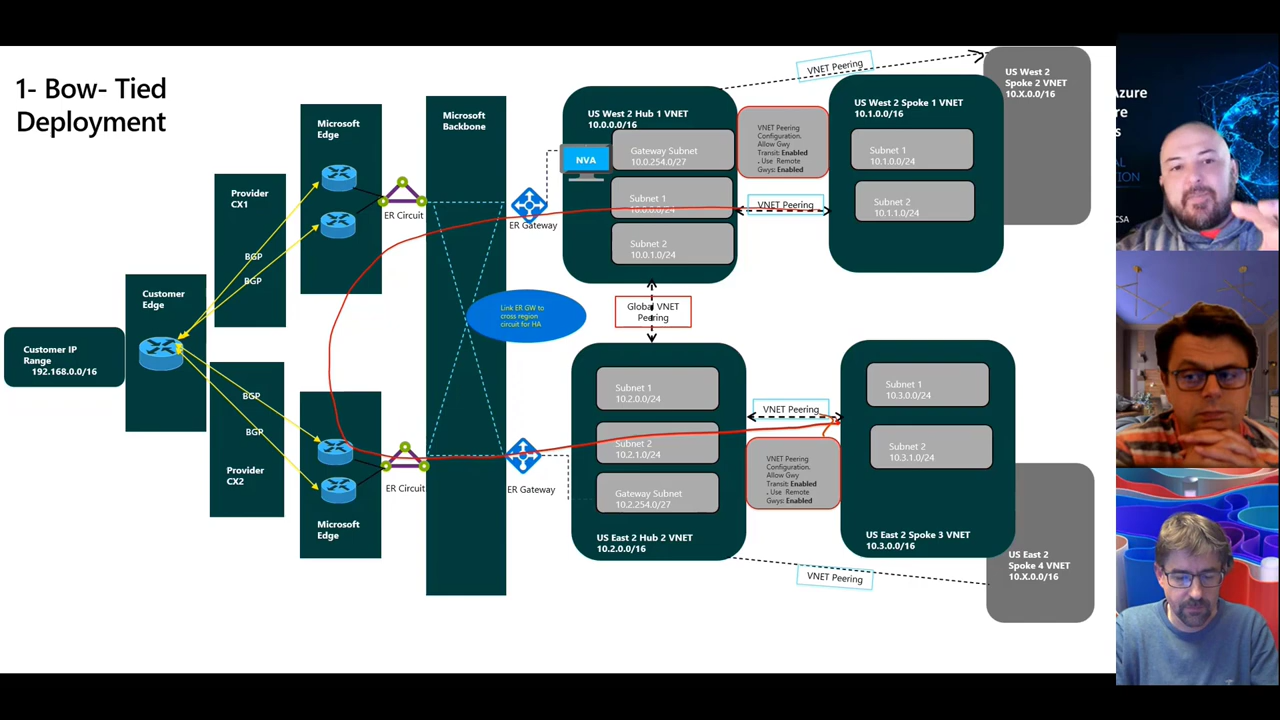 1- Bow- Tied
Deployment
Microsoft
Edge
Microsoft
Backbone
Provider
CX1
ER Circuit
BGP
BGP
Customer
Edge
Customer IP
Range
192.168.0.0/16
BGP
BGP
Provider
CX2
ER Circuit
Microsoft
Edge
Link ER GW to
cross region
circuit for HA
ER Gateway
ER Gateway
US West 2 Hub 1 VNET
10.0.0.0/16
NVA
Gateway Subnet
10.0.254.0/27
Subnet 1
10.0.0.0/24
Subnet 2
10.0.1.0/24
VNET Peering
Configuration.
Allow Gwy
Transit: Enabled
. Use Remote
Gwys: Enabled
VNET Peering
VNET Peering
US West 2 Spoke 1 VNET
10.1.0.0/16
Subnet 1
10.1.0.0/24
Subnet 2
10.1.1.0/24
US West 2
Spoke 2 VNET
10.X.0.0/16
Global VNET
Peering
Subnet 1
10.2.0.0/24
Subnet 2
10.2.1.0/24
Gateway Subnet
10.2.254.0/27
US East 2 Hub 2 VNET
10.2.0.0/16
VNET Peering
VNET Peering
Configuration.
Allow Gwy
Transit: Enabled
. Use Remote
Gwys: Enabled
VNET Peering
Subnet 1
10.3.0.0/24
Subnet 2
10.3.1.0/24
US East 2 Spoke 3 VNET
10.3.0.0/16
US East 2
Spoke 4 VNET
10.X.0.0/16
Azure
CSA